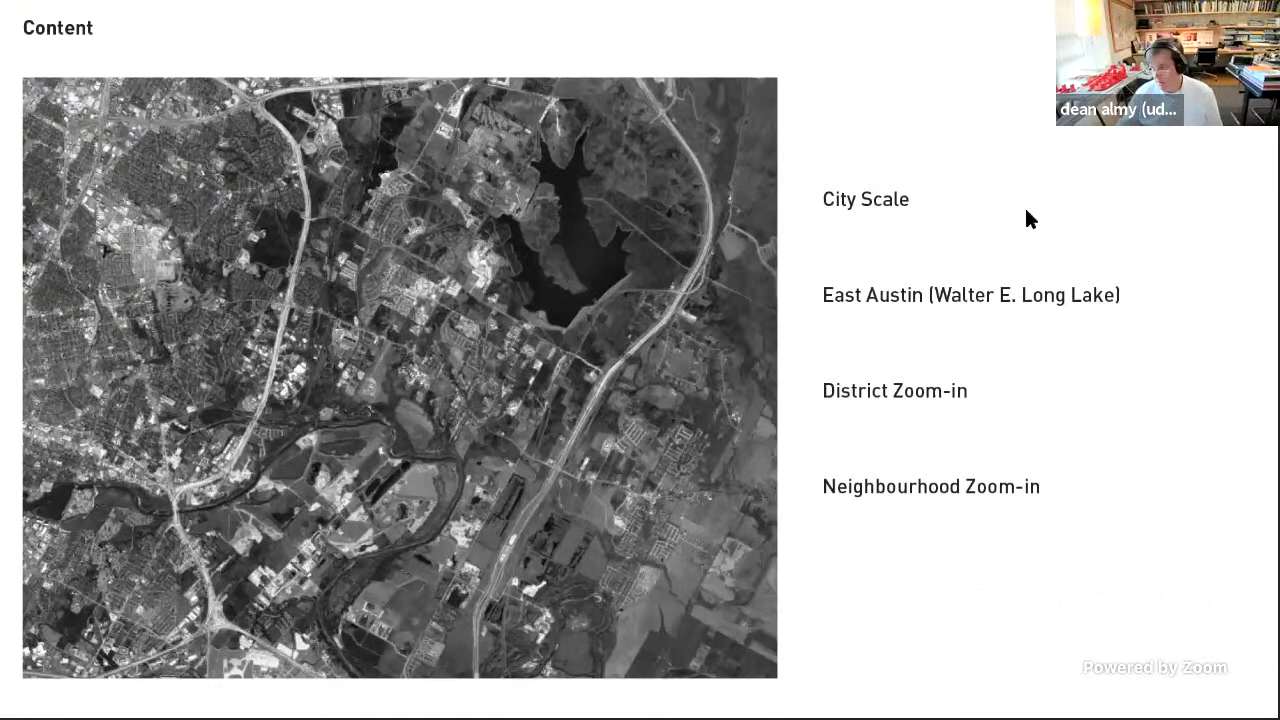 Content
dean almy (ud...
City Scale
East Austin (Walter E. Long Lake)
District Zoom-in
Neighbourhood Zoom-in
Powered by Zoom